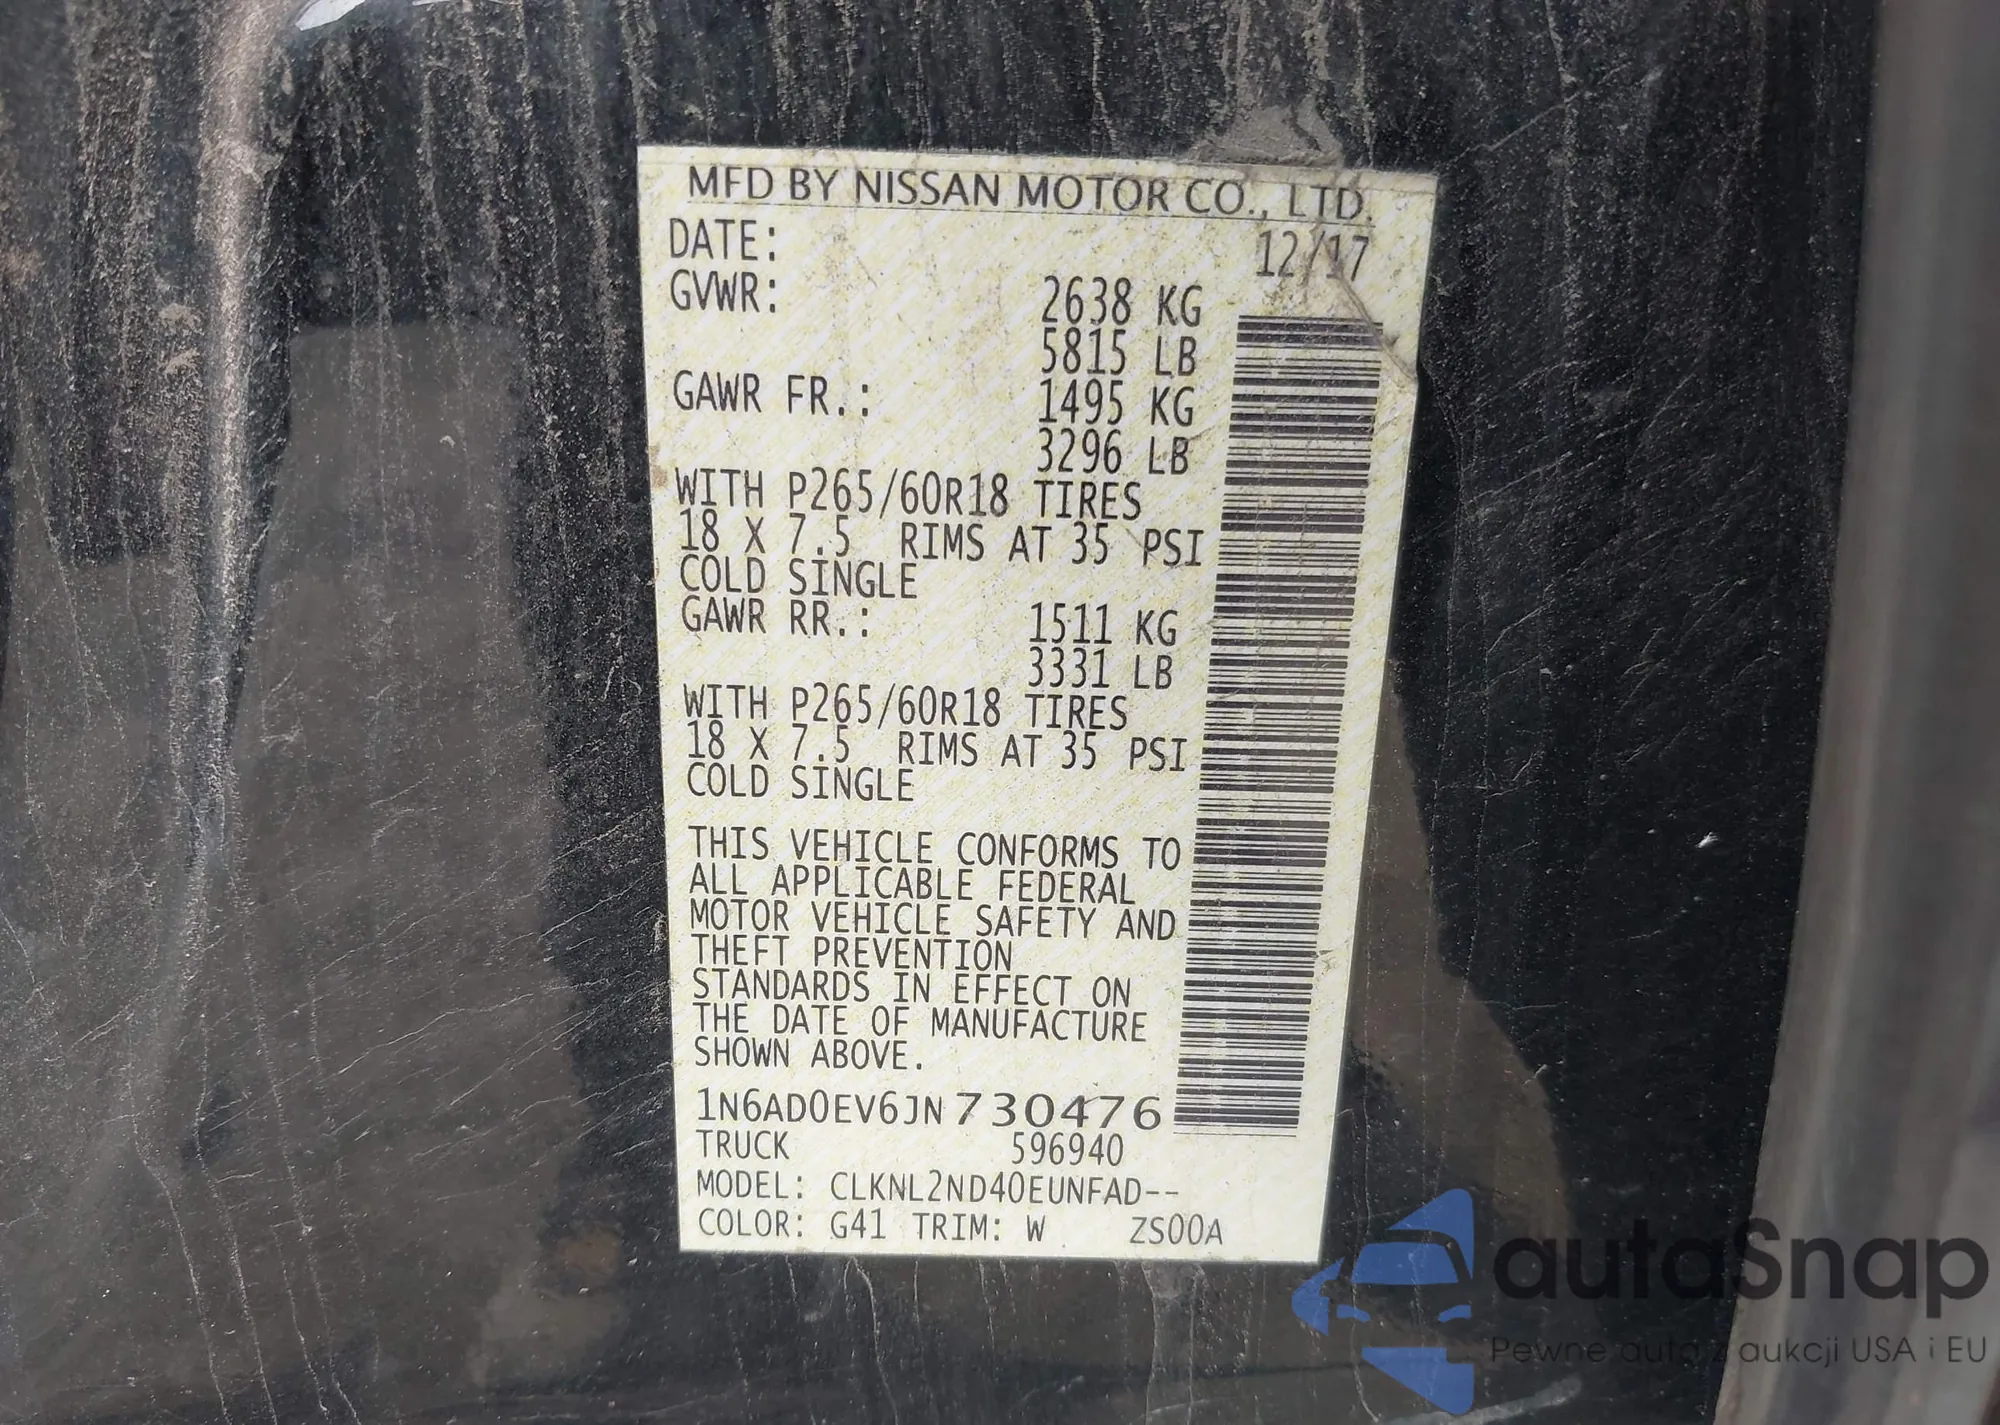 MFD BY NISSAN MOTOR CO., LTD.
DATE: 12/17
GVWR: 2638 KG
5815 LB
GAWR FR.: 1495 KG
3296 LB
WITH P265/60R18 TIRES
18 X 7.5 RIMS AT 35 PSI
COLD SINGLE
GAWR RR.: 1511 KG
3331 LB
WITH P265/60R18 TIRES
18 X 7.5 RIMS AT 35 PSI
COLD SINGLE
THIS VEHICLE CONFORMS TO
ALL APPLICABLE FEDERAL
MOTOR VEHICLE SAFETY AND
THEFT PREVENTION
STANDARDS IN EFFECT ON
THE DATE OF MANUFACTURE
SHOWN ABOVE.
1N6AD0EV6JN730476
TRUCK 596940
MODEL: CLKNL2ND40EUNFAD--
COLOR: G41 TRIM: W ZS00A
autaSnap
Pewne auta z aukcji USA i EU